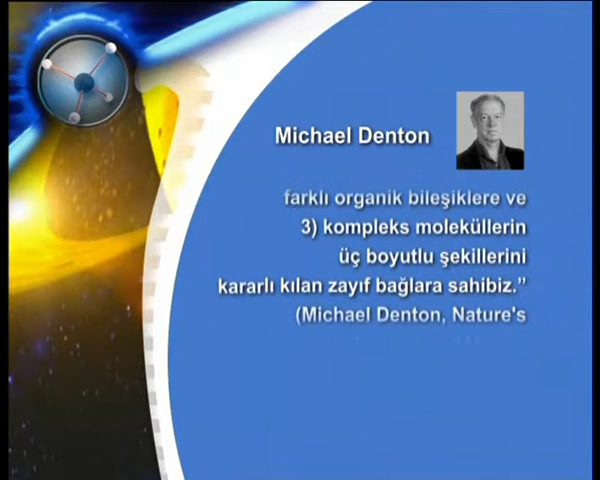 Michael Denton
farklı organik bileşiklere ve
3) kompleks moleküllerin
üç boyutlu şekillerini
kararlı kılan zayıf bağlara sahibiz.”
(Michael Denton, Nature's